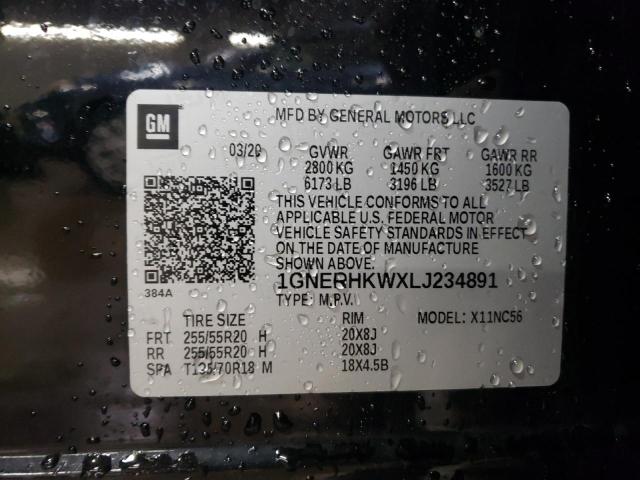 GM
MFD BY GENERAL MOTORS LLC
03/20 GVWR GAWR FRT GAWR RR
2800 KG 1450 KG 1600 KG
6173 LB 3196 LB 3527 LB
THIS VEHICLE CONFORMS TO ALL
APPLICABLE U.S. FEDERAL MOTOR
VEHICLE SAFETY STANDARDS IN EFFECT
ON THE DATE OF MANUFACTURE
SHOWN ABOVE.
384A
1GNERHKWXLJ234891
TYPE: M.P.V.
TIRE SIZE RIM MODEL: X11NC56
FRT 255/55R20 H 20X8J
RR 255/55R20 H 20X8J
SPA T135/70R18 M 18X4.5B